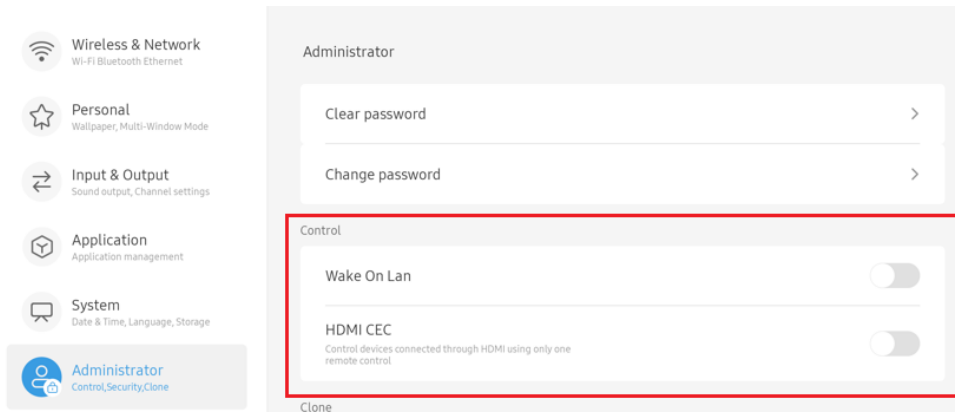 Wireless & Network
Wi-Fi Bluetooth Ethernet
Personal
Wallpaper, Multi-Window Mode
Input & Output
Sound output, Channel settings
Application
Application management
System
Date & Time, Language, Storage
Administrator
Control,Security,Clone
Administrator
Clear password
Change password
Control
Wake On Lan
HDMI CEC
Control devices connected through HDMI using only one
remote control
Clone